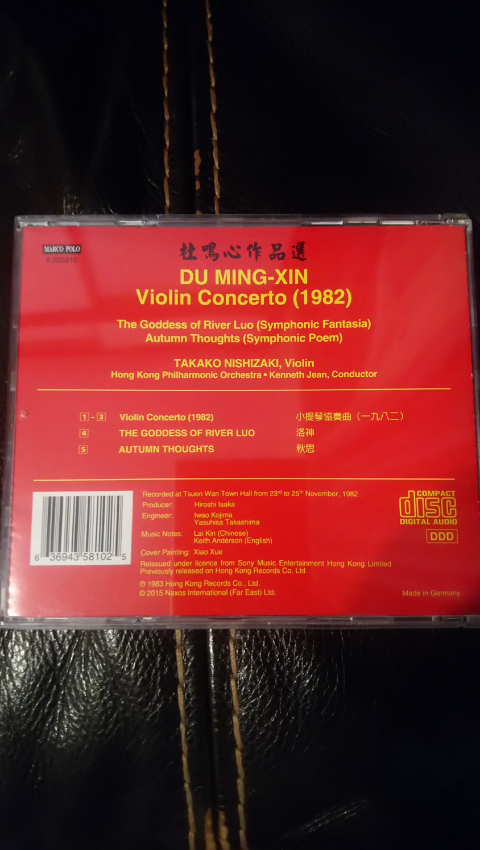 MARCO POLO
8.225810
杜鳴心作品選
DU MING-XIN
Violin Concerto (1982)
The Goddess of River Luo (Symphonic Fantasia)
Autumn Thoughts (Symphonic Poem)
TAKAKO NISHIZAKI, Violin
Hong Kong Philharmonic Orchestra • Kenneth Jean, Conductor
1 - 3 Violin Concerto (1982) 小提琴協奏曲（一九八二）
4 THE GODDESS OF RIVER LUO 洛神
5 AUTUMN THOUGHTS 秋思
Recorded at Tsuen Wan Town Hall from 23rd to 25th November, 1982
Producer: Hiroshi Isaka
Engineer: Iwao Kojima
Yasuhisa Takashima
Music Notes: Lai Kin (Chinese)
Keith Anderson (English)
Cover Painting: Xiao Xue
Reissued under licence from Sony Music Entertainment Hong Kong Limited
Previously released on Hong Kong Records Co. Ltd.
℗ 1983 Hong Kong Records Co., Ltd.
© 2015 Naxos International (Far East) Ltd.
6 36943 58102 5
COMPACT
disc
DIGITAL AUDIO
DDD
Made in Germany